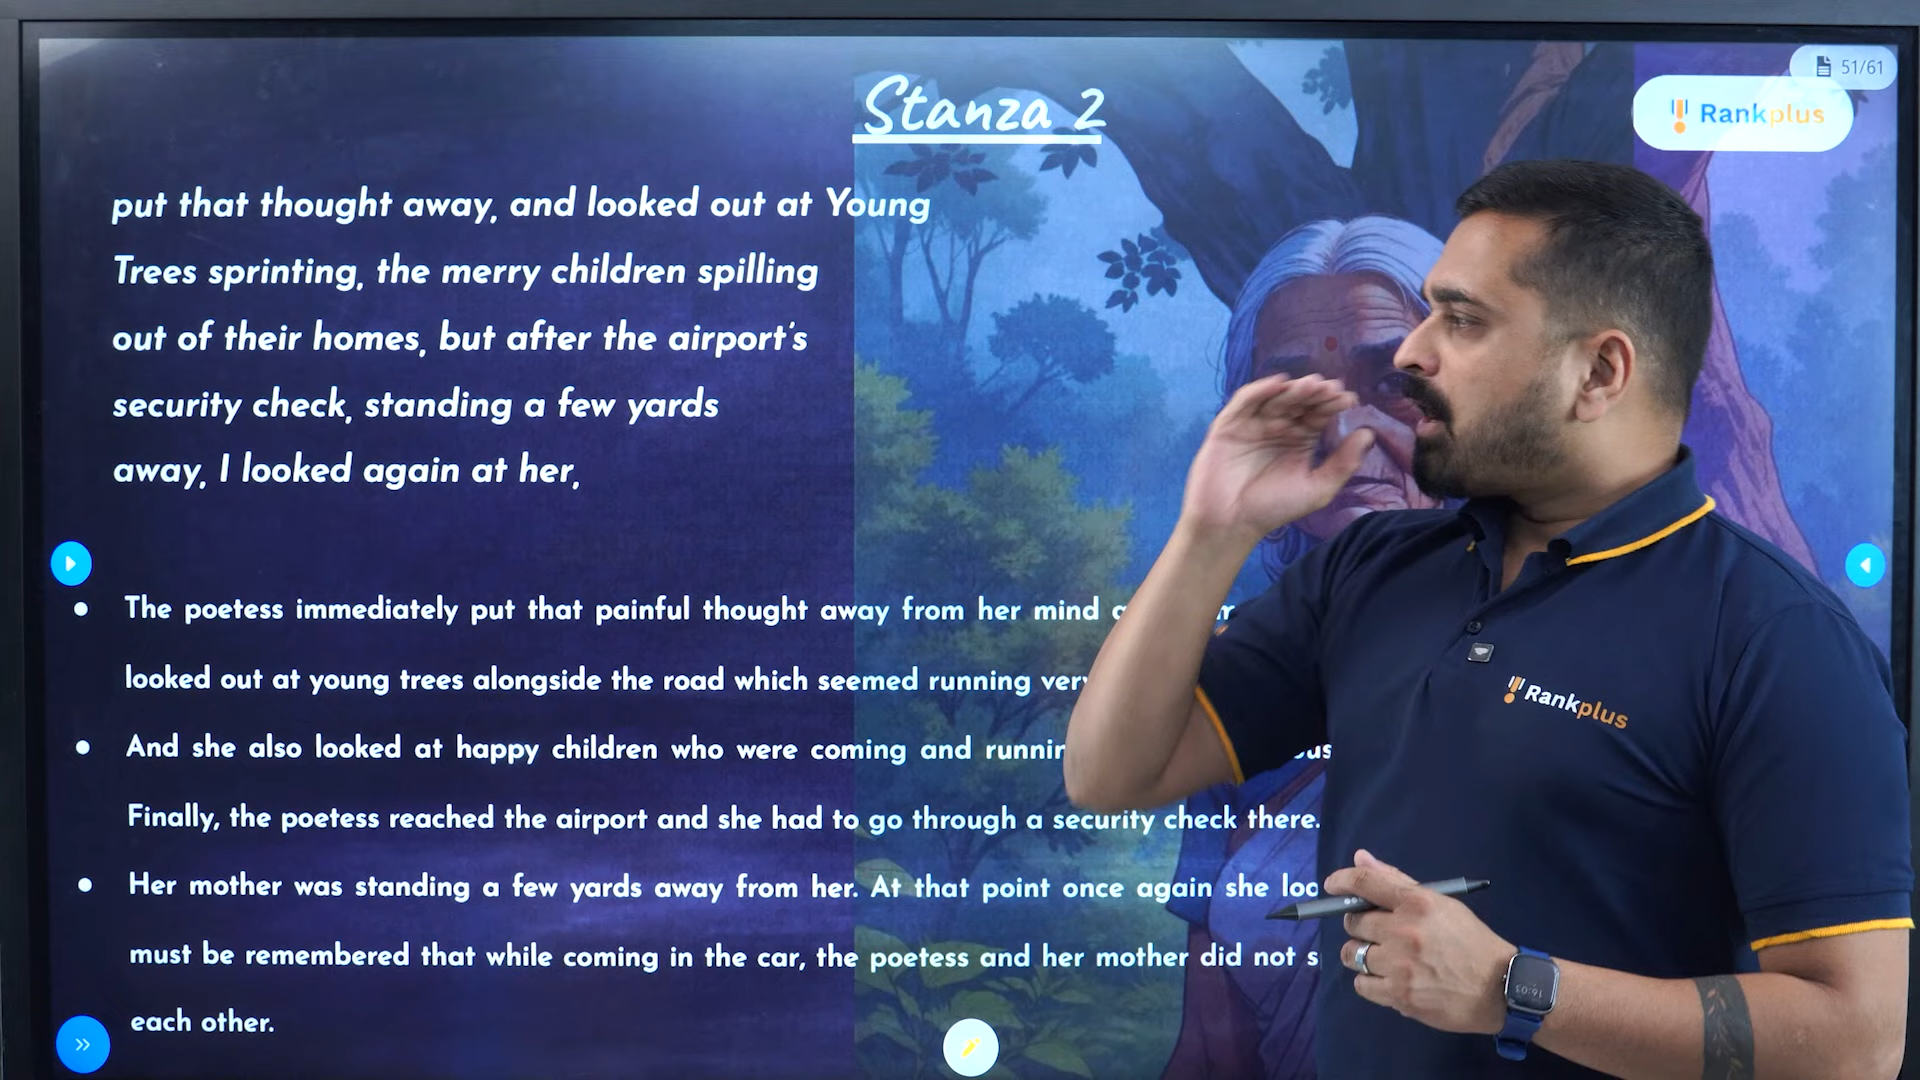 51/61
Stanza 2
Rankplus
put that thought away, and looked out at Young
Trees sprinting, the merry children spilling
out of their homes, but after the airport's
security check, standing a few yards
away, I looked again at her,
• The poetess immediately put that painful thought away from her mind
looked out at young trees alongside the road which seemed running
• And she also looked at happy children who were coming and
Finally, the poetess reached the airport and she had to go through a security check there.
• Her mother was standing a few yards away from her. At that point once again she
must be remembered that while coming in the car, the poetess and her mother did not
each other.
Rankplus
16:03